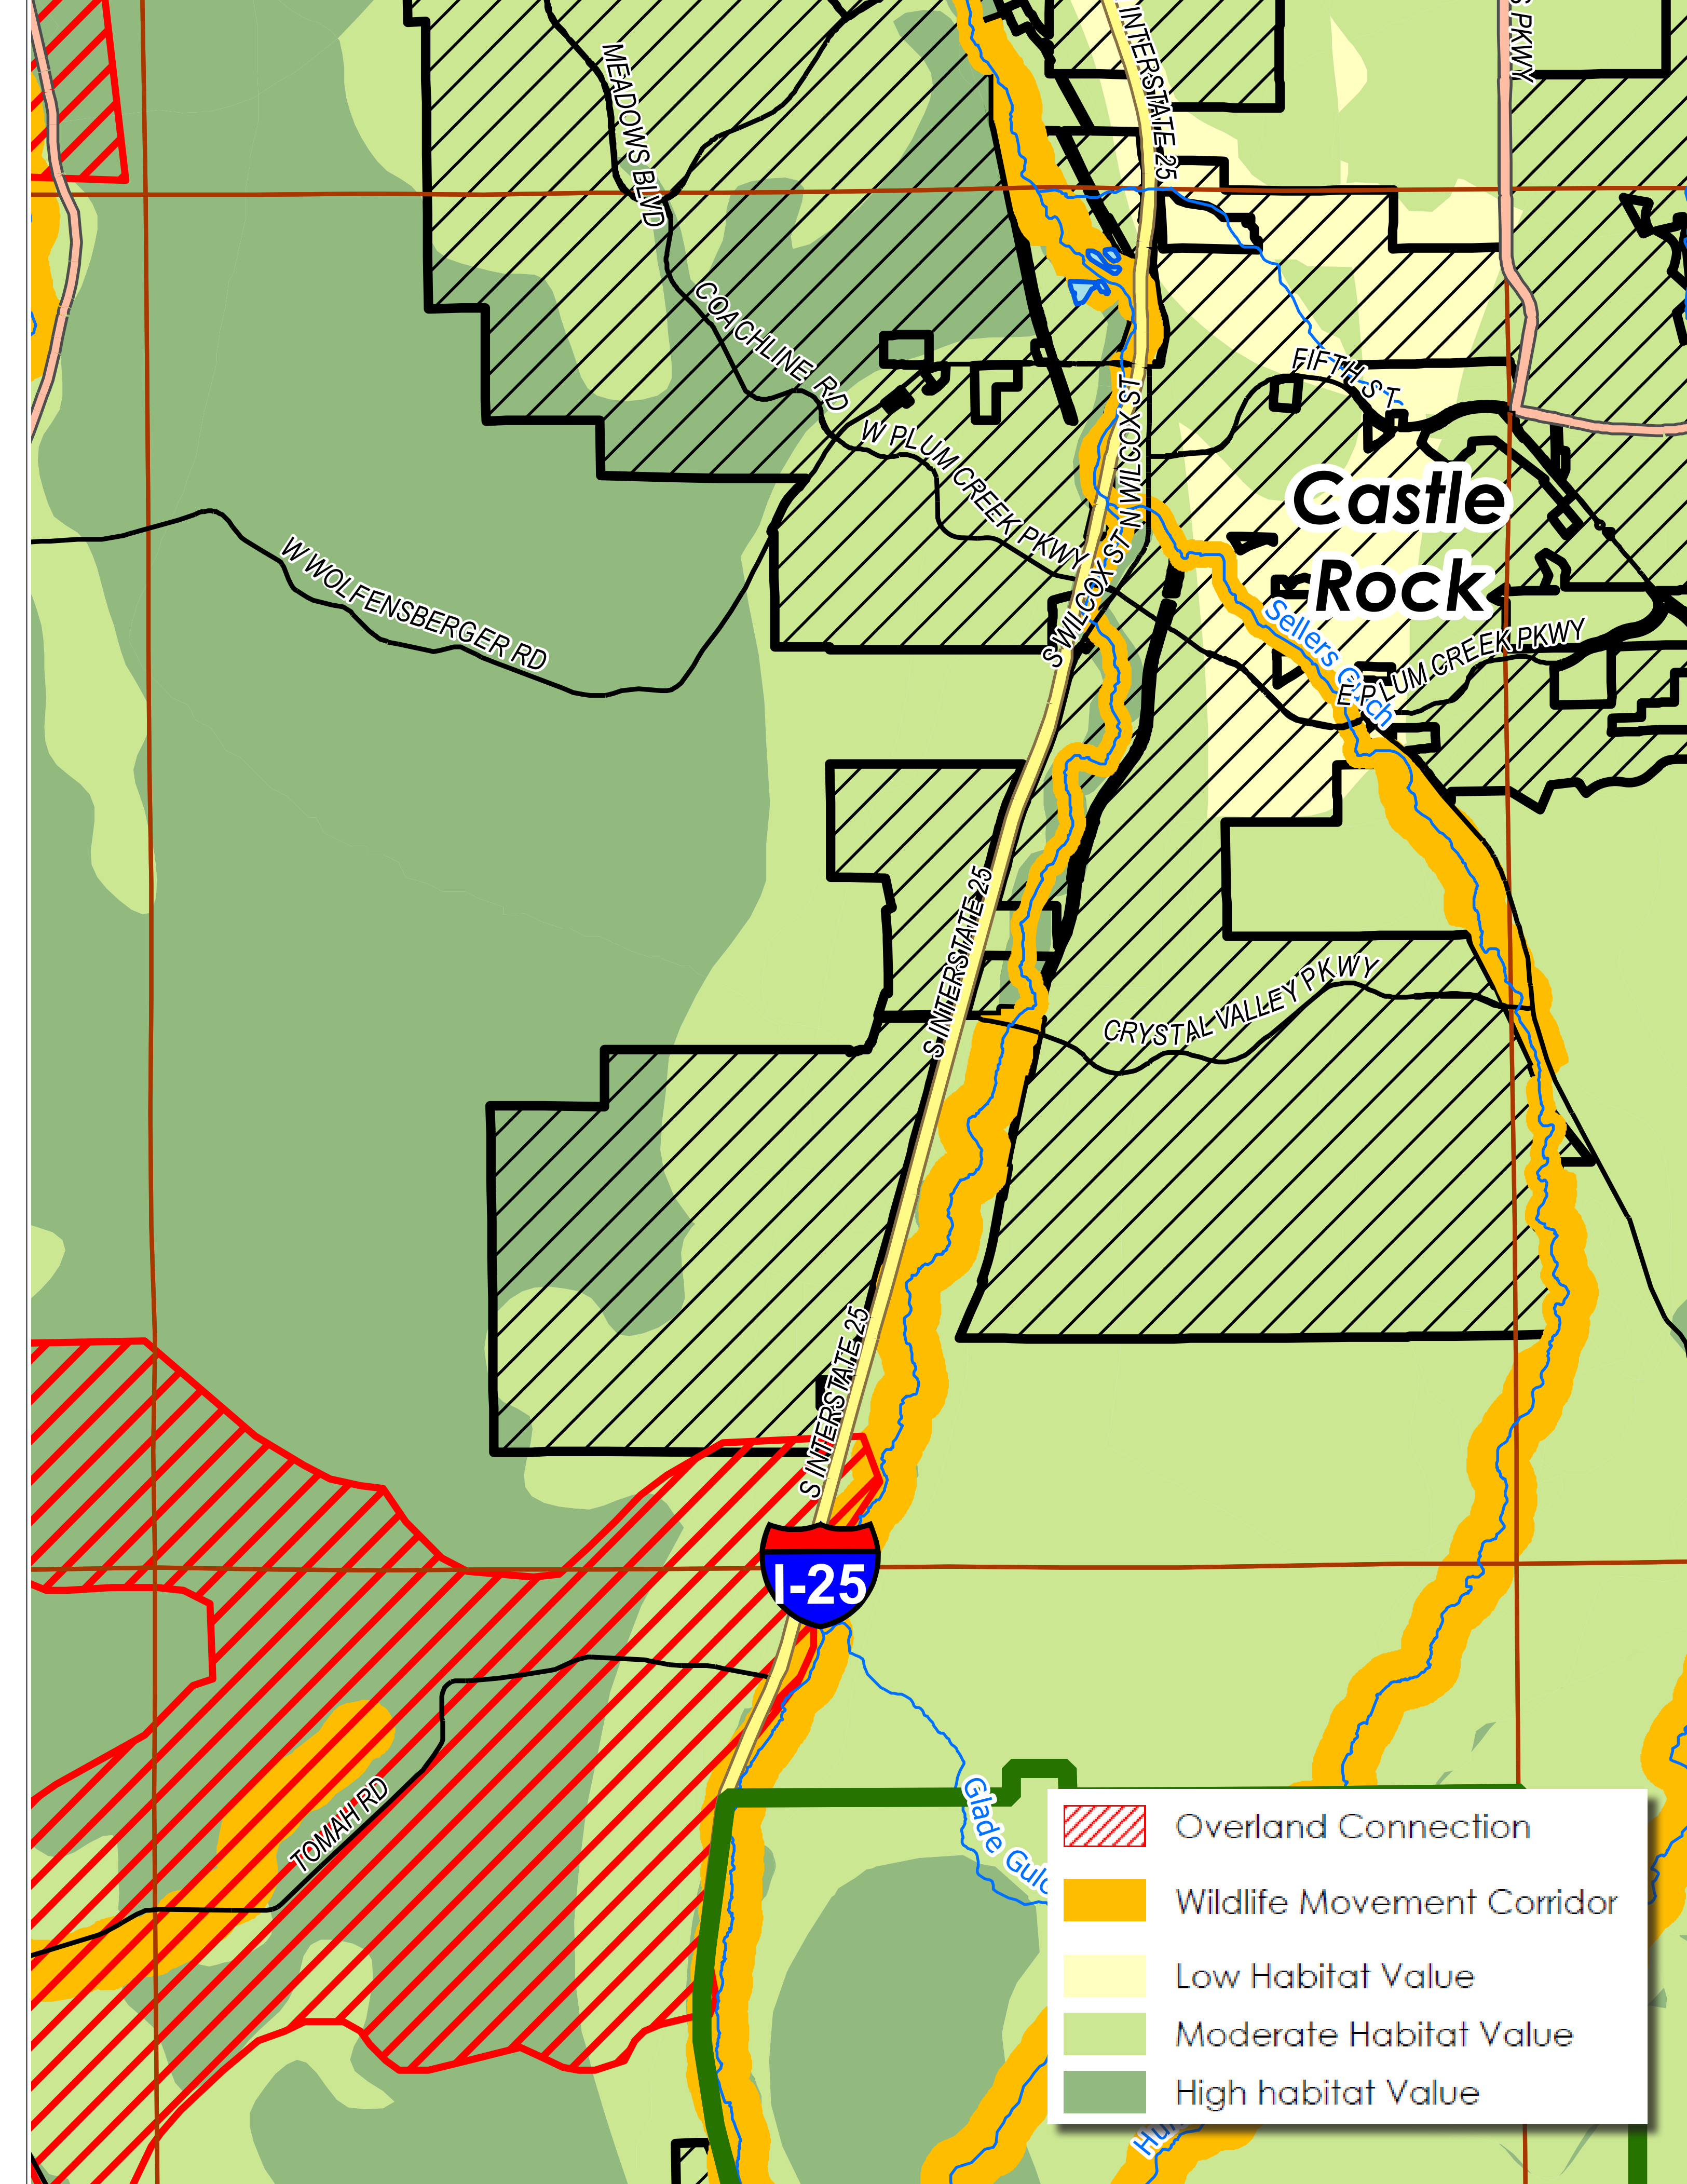 INTERSTATE 25
S PKWY
MEADOWS BLVD
COACHLINE RD
FIFTH ST
W PLUM CREEK PKWY
N WILCOX ST
Castle
Rock
W WOLFENSBERGER RD
S WILCOX ST
Sellers Gulch
E PLUM CREEK PKWY
S INTERSTATE 25
CRYSTAL VALLEY PKWY
S INTERSTATE 25
I-25
TOMAH RD
Glade Gulc
Overland Connection
Wildlife Movement Corridor
Low Habitat Value
Moderate Habitat Value
High habitat Value